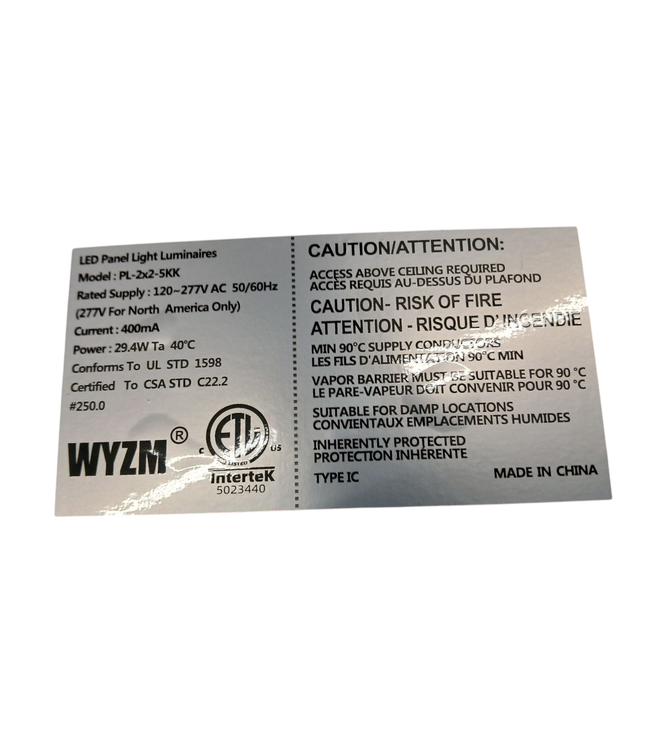 LED Panel Light Luminaires
Model : PL-2x2-5KK
Rated Supply : 120~277V AC 50/60Hz
(277V For North America Only)
Current : 400mA
Power : 29.4W Ta 40°C
Conforms To UL STD 1598
Certified To CSA STD C22.2
#250.0
WYZM ®
C ETL US
LISTED
Intertek
5023440
CAUTION/ATTENTION:
ACCESS ABOVE CEILING REQUIRED
ACCÈS REQUIS AU-DESSUS DU PLAFOND
CAUTION- RISK OF FIRE
ATTENTION - RISQUE D'INCENDIE
MIN 90°C SUPPLY CONDUCTORS
LES FILS D'ALIMENTATION 90°C MIN
VAPOR BARRIER MUST BE SUITABLE FOR 90 °C
LE PARE-VAPEUR DOIT CONVENIR POUR 90 °C
SUITABLE FOR DAMP LOCATIONS
CONVIENTAUX EMPLACEMENTS HUMIDES
INHERENTLY PROTECTED
PROTECTION INHÉRENTE
TYPE IC
MADE IN CHINA